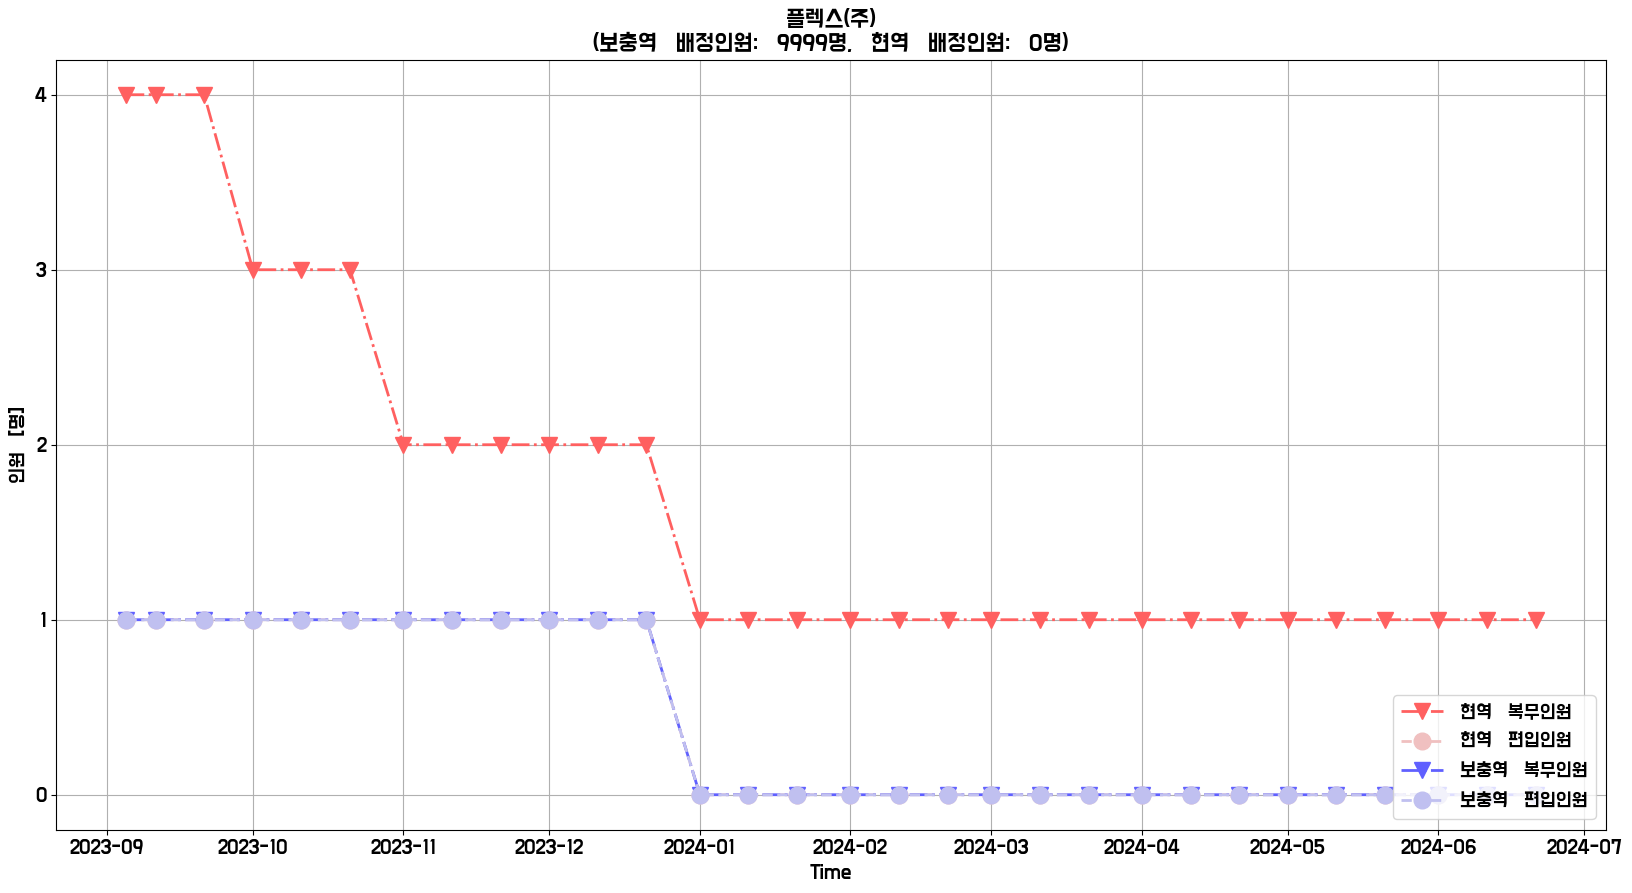 플렉스(주)
(보충역 배정인원: 9999명, 현역 배정인원: 0명)
인원 [명]
4
3
2
1
0
2023-09 2023-10 2023-11 2023-12 2024-01 2024-02 2024-03 2024-04 2024-05 2024-06 2024-07
Time
현역 복무인원
현역 편입인원
보충역 복무인원
보충역 편입인원